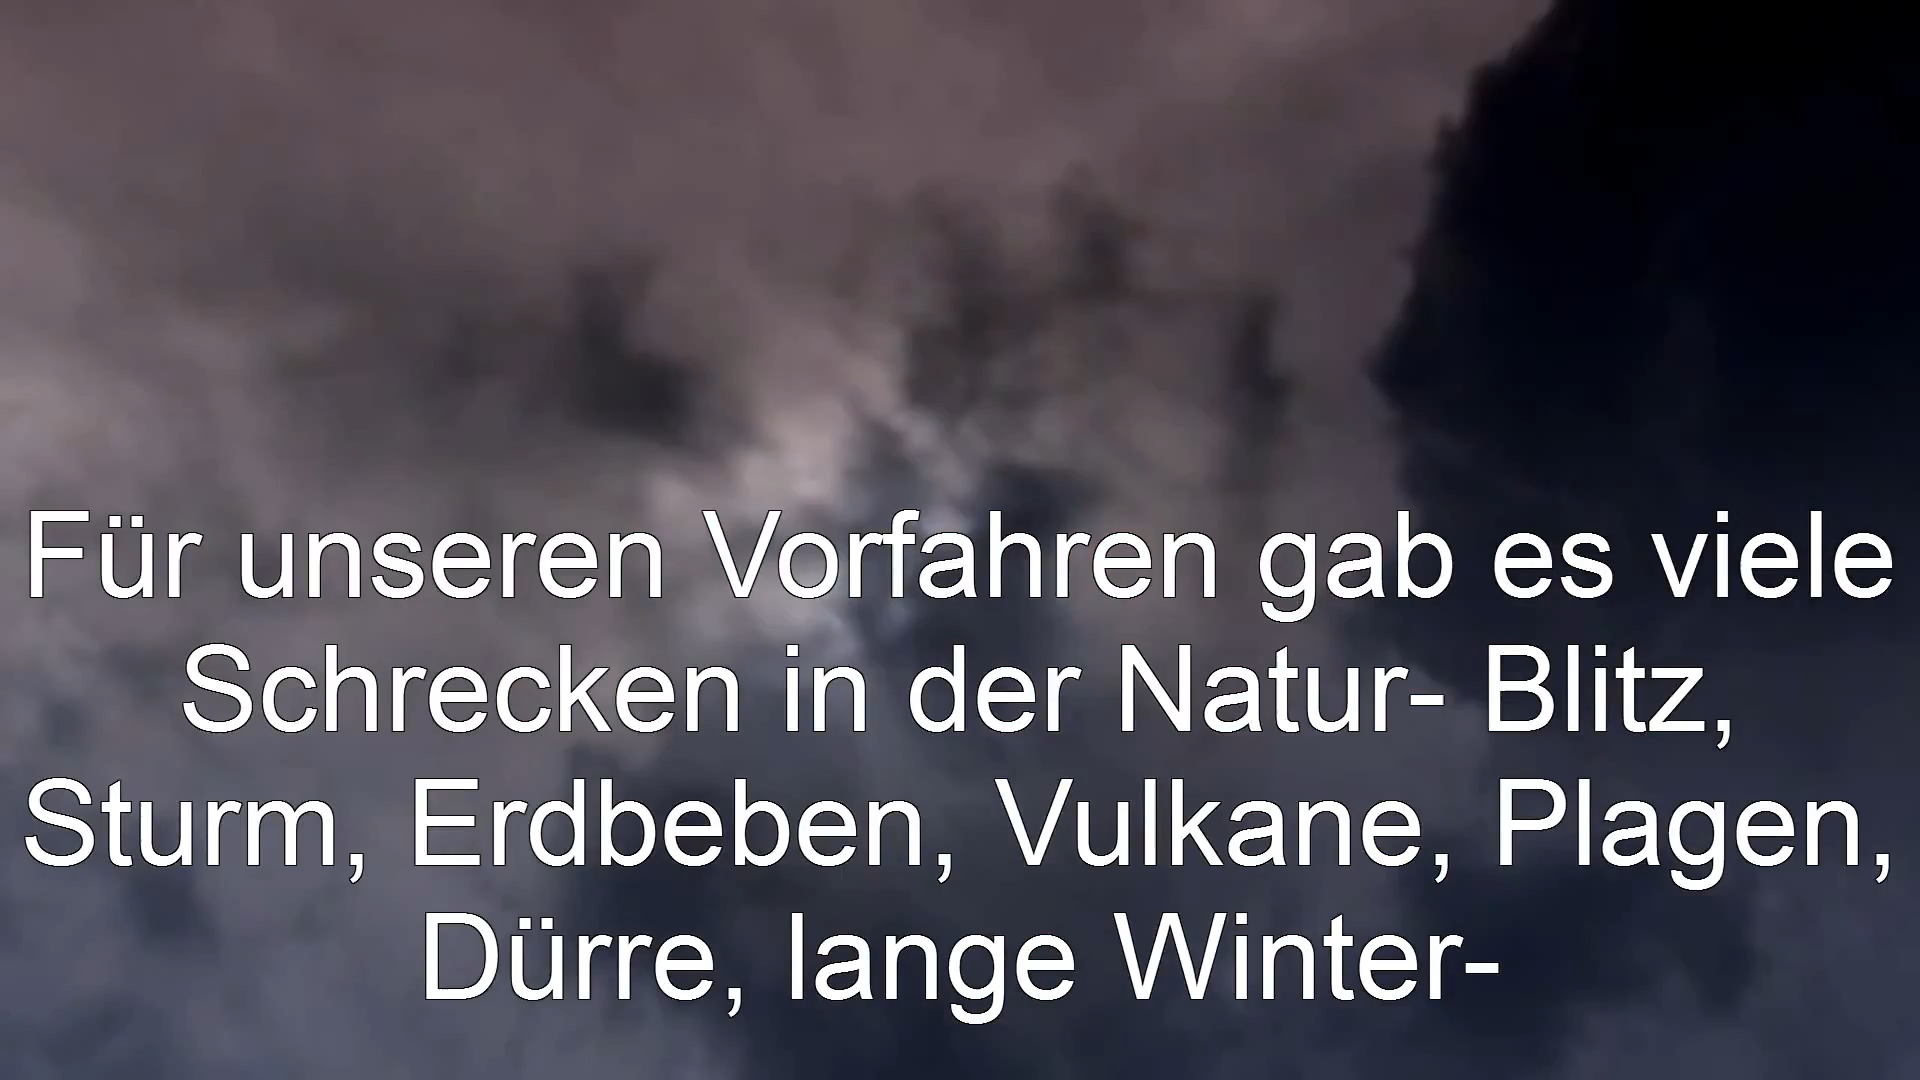 Für unseren Vorfahren gab es viele
Schrecken in der Natur- Blitz,
Sturm, Erdbeben, Vulkane, Plagen,
Dürre, lange Winter-